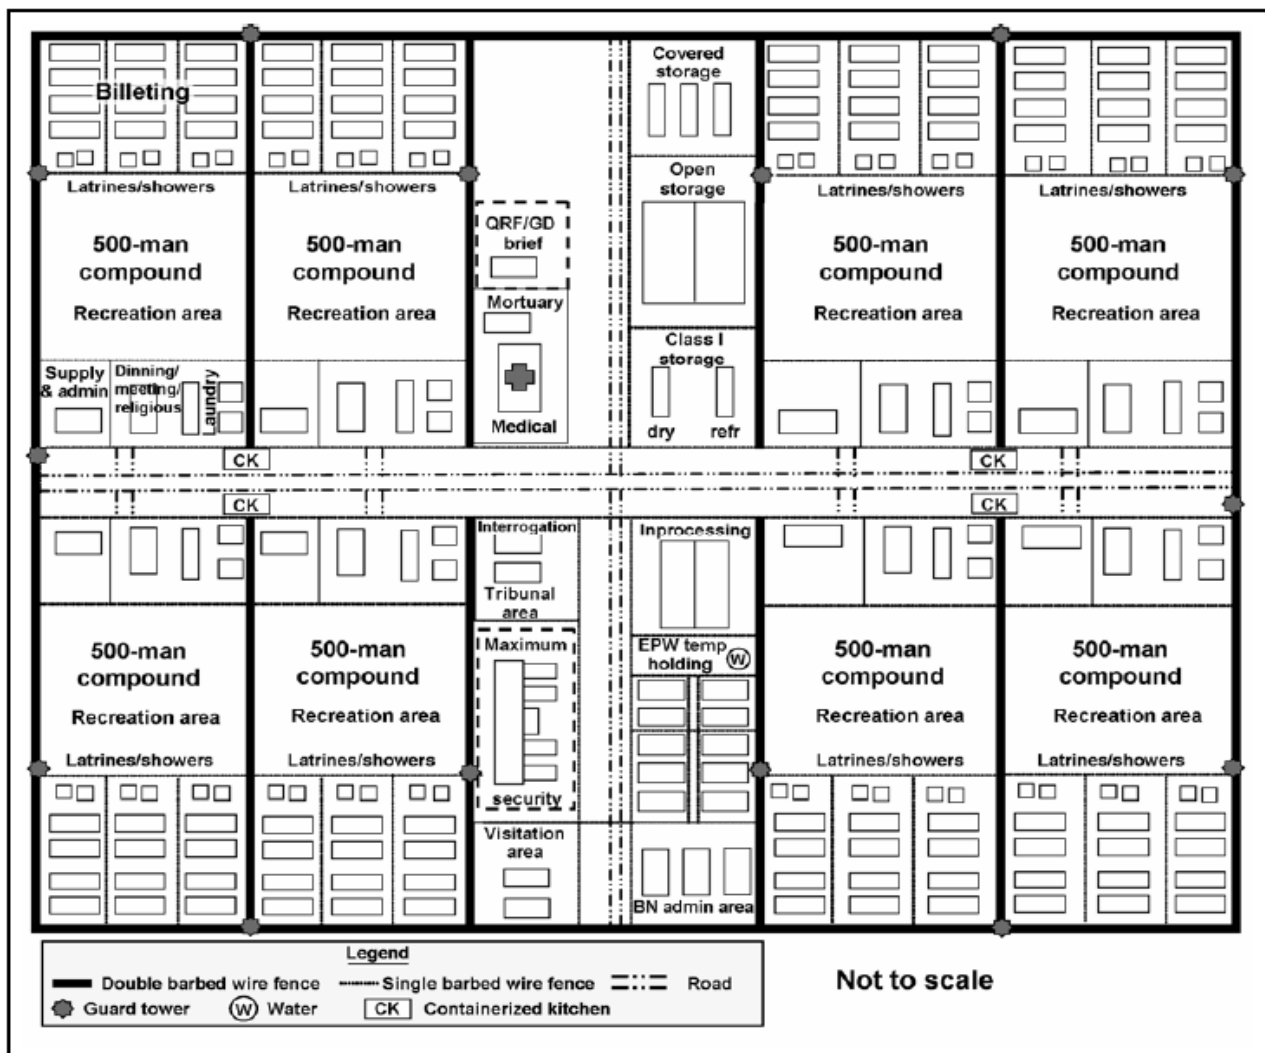 Billeting
Covered
storage
Open
storage
Latrines/showers
Latrines/showers
Latrines/showers
Latrines/showers
500-man
compound
Recreation area
500-man
compound
Recreation area
QRF/GD
brief
Mortuary
Medical
Class I
storage
dry
refr
500-man
compound
Recreation area
500-man
compound
Recreation area
Supply
& admin
Dinning/
meeting/
religious
Laundry
CK
CK
CK
CK
Interrogation
Tribunal
area
Inprocessing
500-man
compound
Recreation area
Latrines/showers
500-man
compound
Recreation area
Latrines/showers
Maximum
security
EPW temp
holding
W
500-man
compound
Recreation area
Latrines/showers
500-man
compound
Recreation area
Latrines/showers
Visitation
area
BN admin area
Legend
Double barbed wire fence
Single barbed wire fence
Road
Guard tower
W Water
CK Containerized kitchen
Not to scale